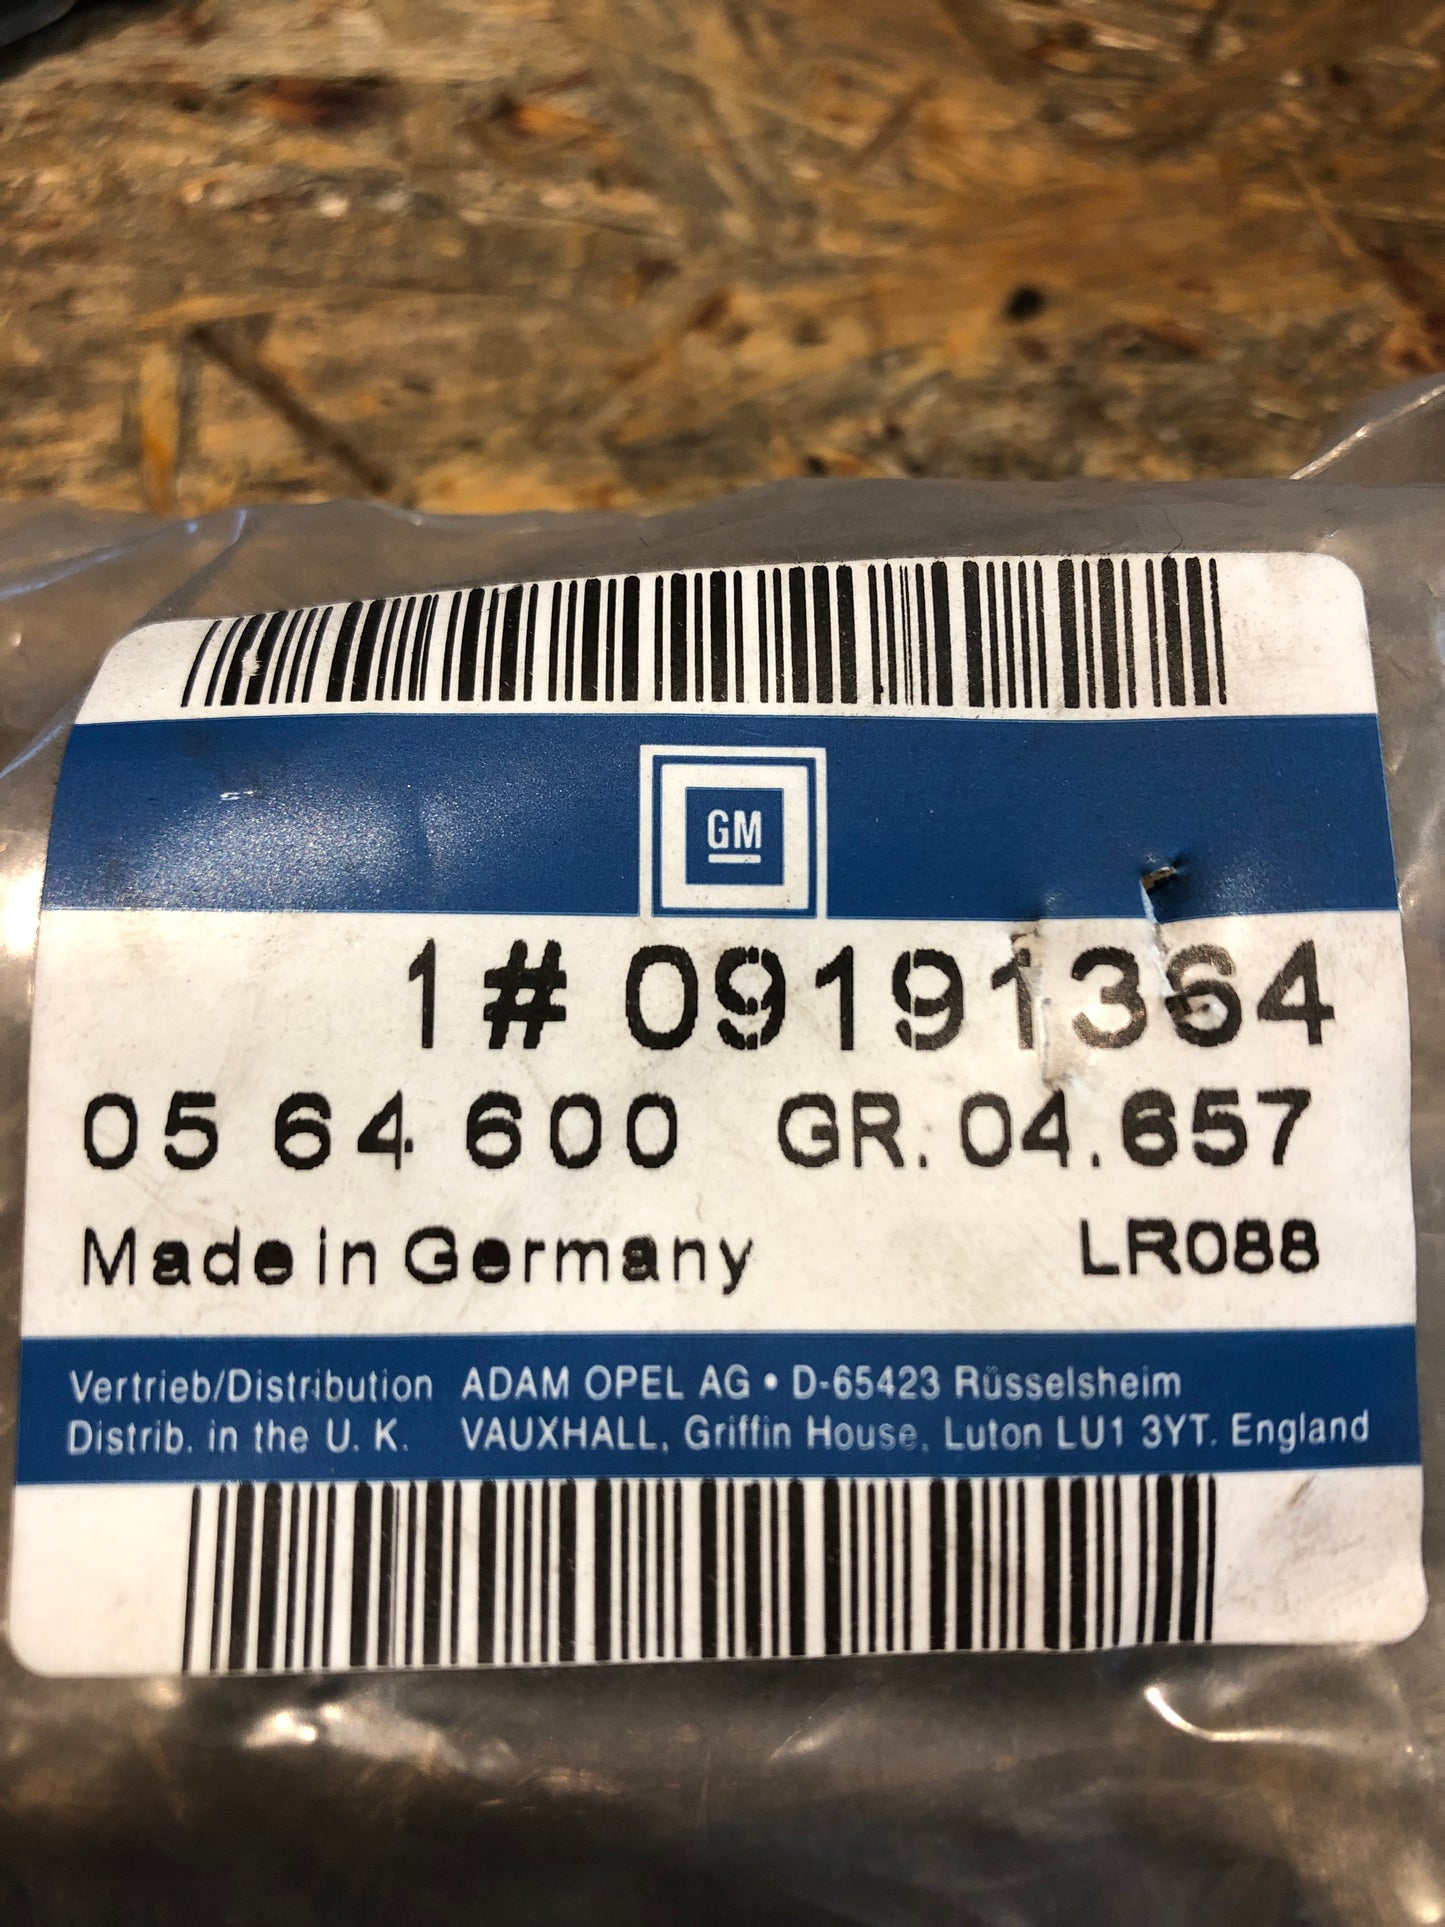 GM
1#09191364
05 64 600 GR. 04.657
Made in Germany LR088
Vertrieb/Distribution ADAM OPEL AG • D-65423 Rüsselsheim
Distrib. in the U. K. VAUXHALL, Griffin House, Luton LU1 3YT. England